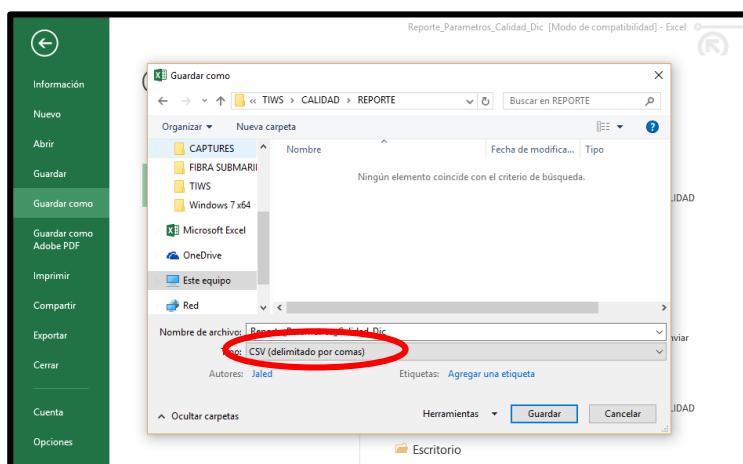 Reporte_Parametros_Calidad_Dic [Modo de compatibilidad] - Excel
Información
Nuevo
Abrir
Guardar
Guardar como
Guardar como
Adobe PDF
Imprimir
Compartir
Exportar
Cerrar
Cuenta
Opciones
Guardar como
« TIWS > CALIDAD > REPORTE
Buscar en REPORTE
Organizar
Nueva carpeta
CAPTURES
FIBRA SUBMARII
TIWS
Windows 7 x64
Microsoft Excel
OneDrive
Este equipo
Red
Nombre
Fecha de modifica...
Tipo
Ningún elemento coincide con el criterio de búsqueda.
Nombre de archivo: Reporte_Parametros_Calidad_Dic
Tipo: CSV (delimitado por comas)
Autores: Jaled
Etiquetas: Agregar una etiqueta
Ocultar carpetas
Herramientas
Guardar
Cancelar
LIDAD
nviar
LIDAD
Escritorio